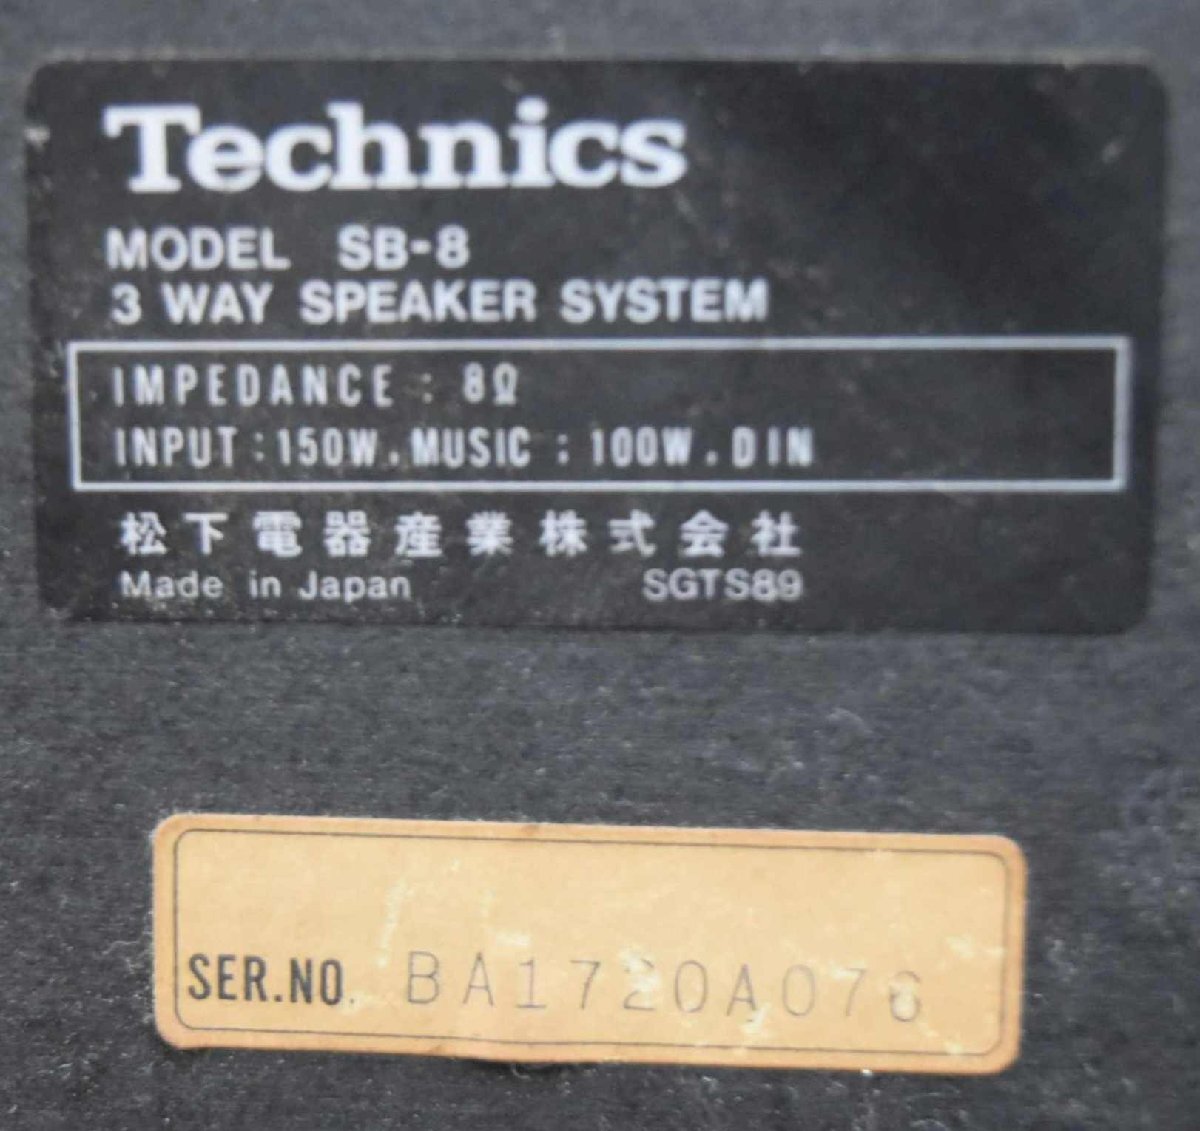 Technics
MODEL SB-8
3 WAY SPEAKER SYSTEM
IMPEDANCE : 8Ω
INPUT : 150W. MUSIC : 100W. DIN
松下電器産業株式会社
Made in Japan SGTS89
SER.NO. BA1720A076